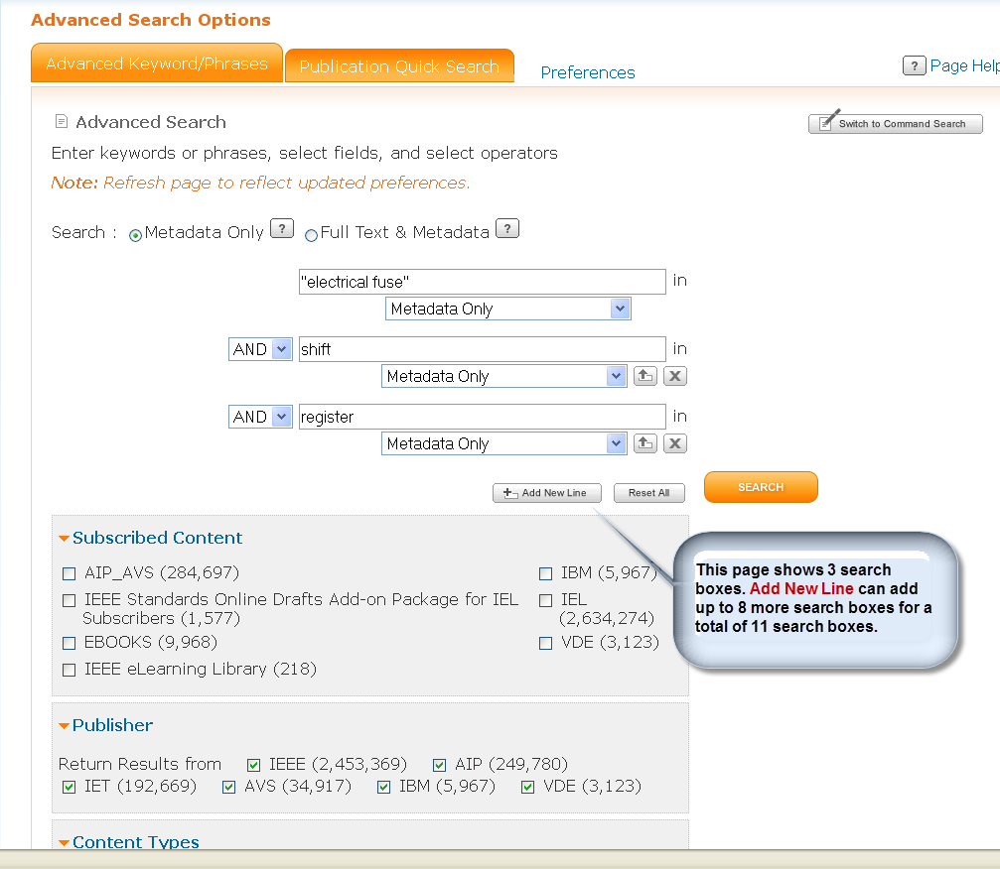 Advanced Search Options
Advanced Keyword/Phrases
Publication Quick Search
Preferences
? Page Help
Advanced Search
Switch to Command Search
Enter keywords or phrases, select fields, and select operators
Note: Refresh page to reflect updated preferences.
Search : Metadata Only ? Full Text & Metadata ?
"electrical fuse" in
Metadata Only
AND shift in
Metadata Only X
AND register in
Metadata Only X
Add New Line Reset All SEARCH
Subscribed Content
AIP_AVS (284,697) IBM (5,967)
IEEE Standards Online Drafts Add-on Package for IEL
Subscribers (1,577)
IEL
(2,634,274)
EBOOKS (9,968) VDE (3,123)
IEEE eLearning Library (218)
This page shows 3 search
boxes. Add New Line can add
up to 8 more search boxes for a
total of 11 search boxes.
Publisher
Return Results from IEEE (2,453,369) AIP (249,780)
IET (192,669) AVS (34,917) IBM (5,967) VDE (3,123)
Content Types